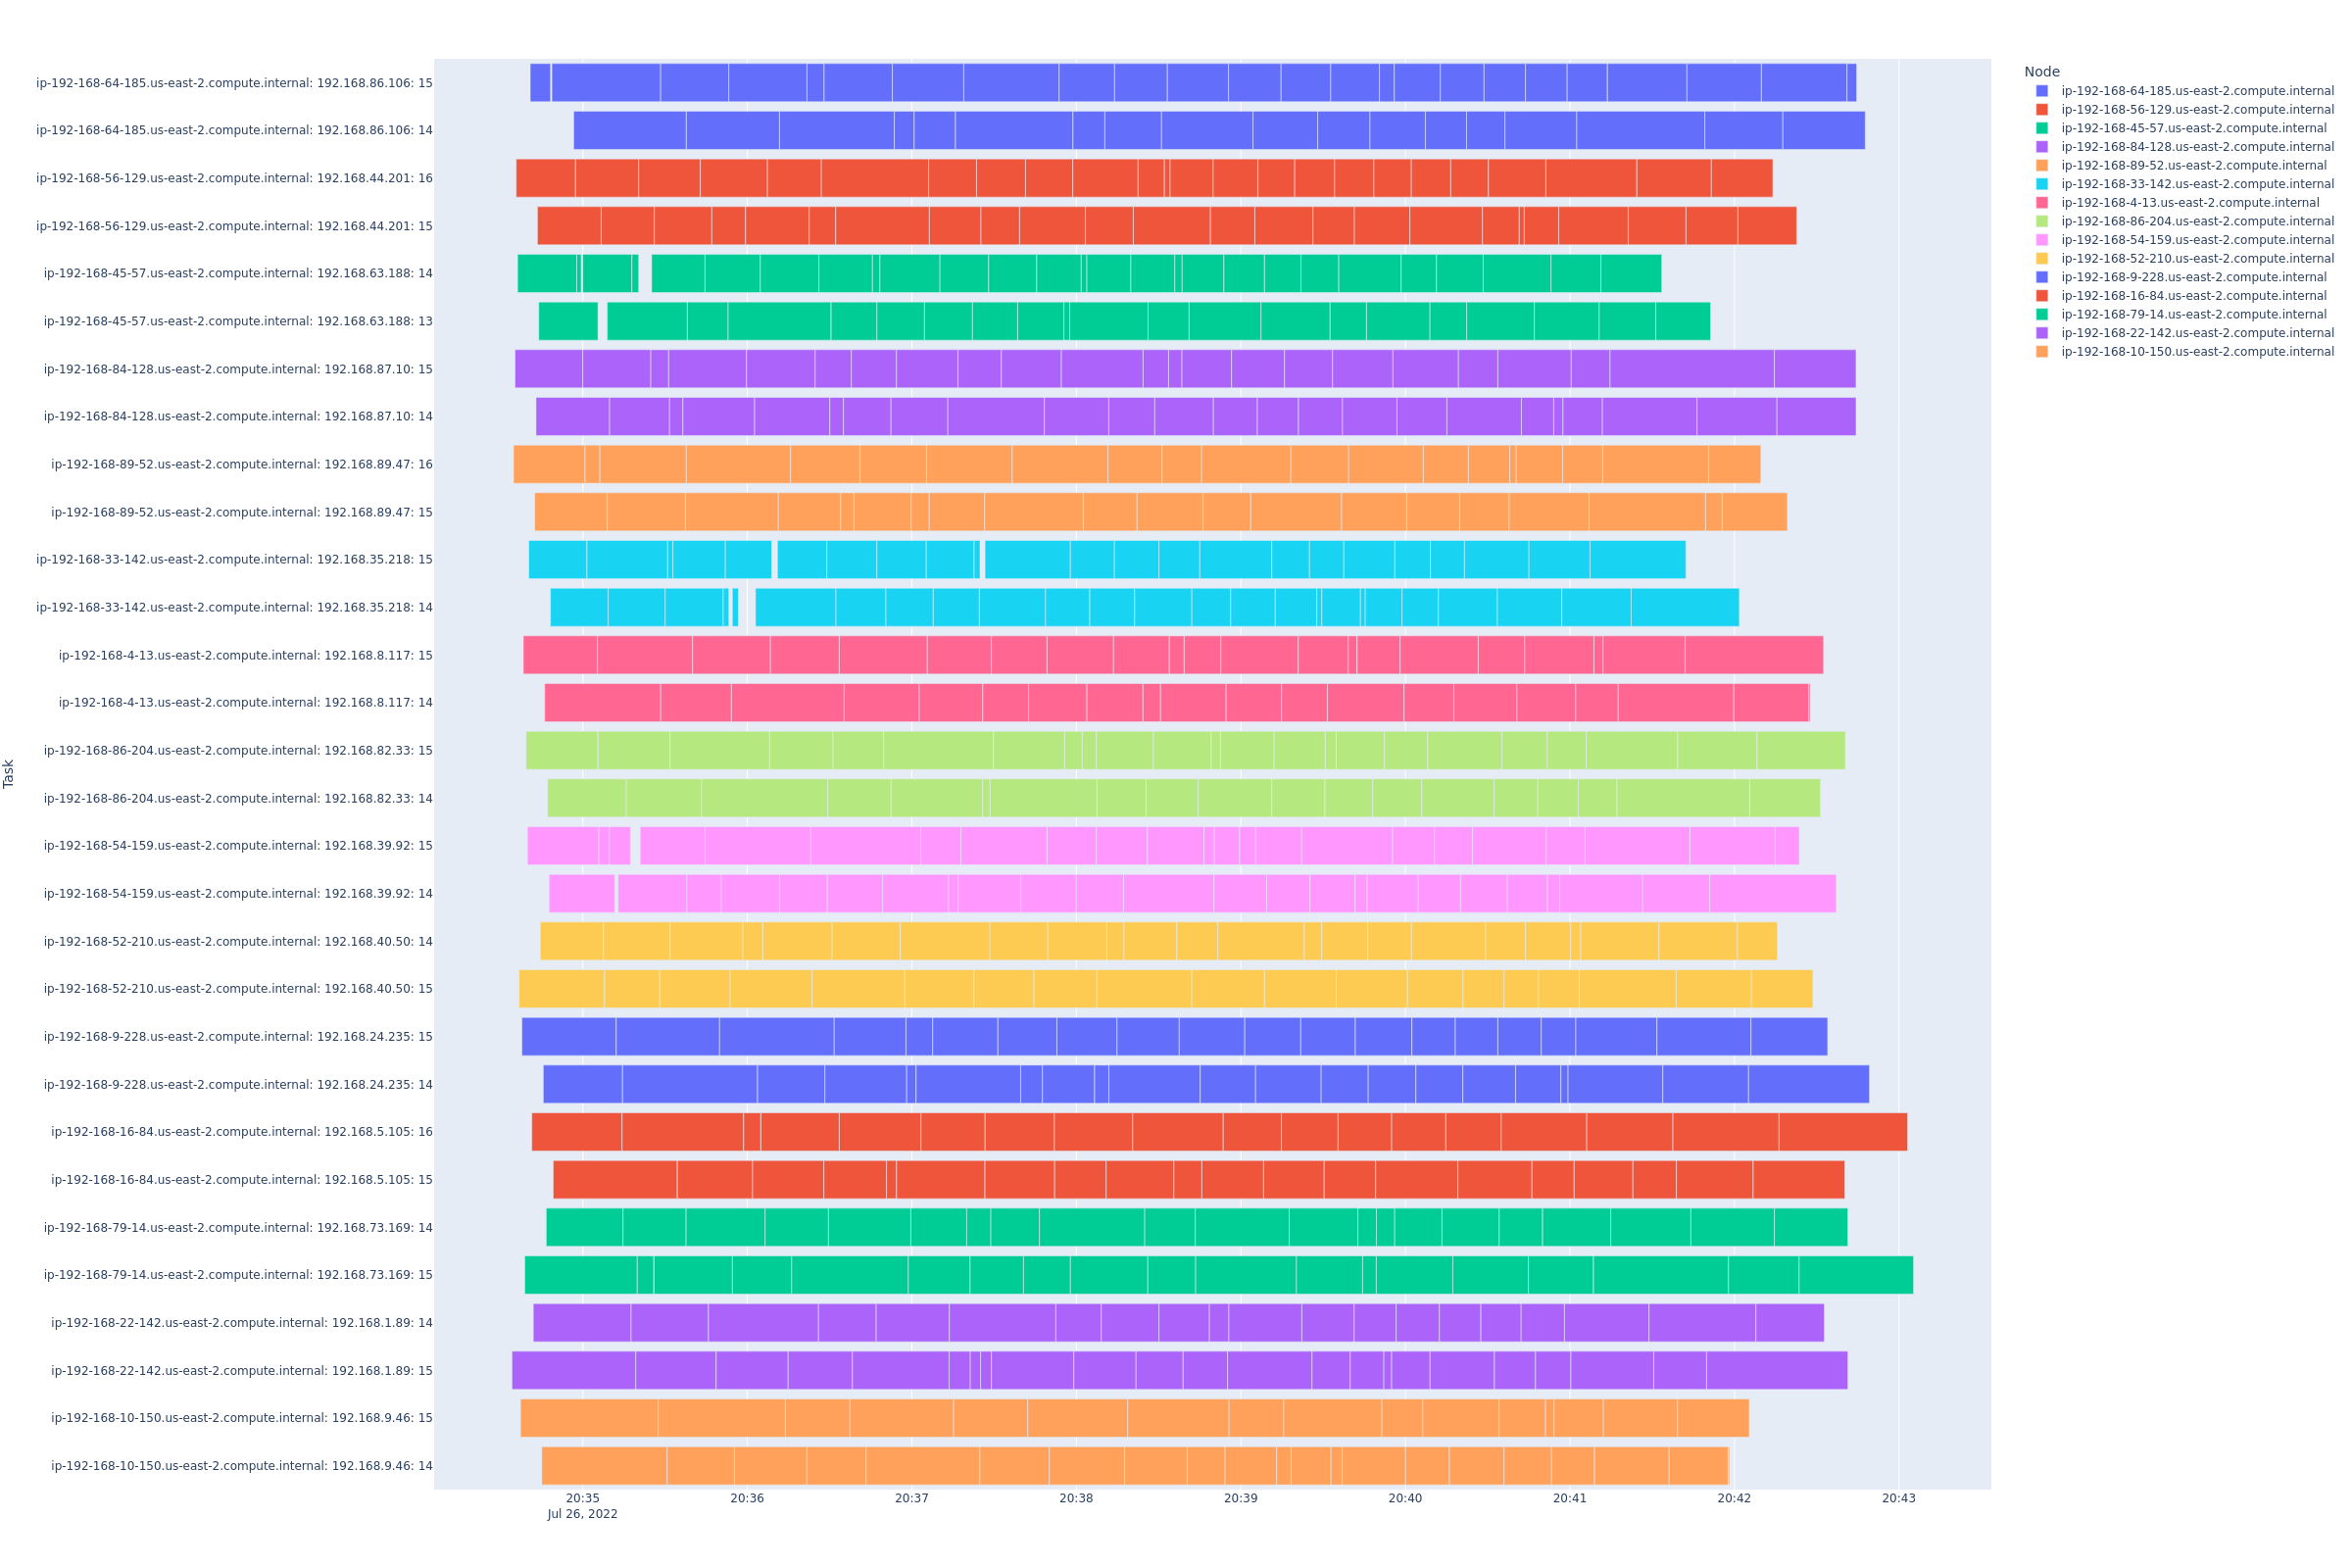 ip-192-168-64-185.us-east-2.compute.internal: 192.168.86.106: 15
ip-192-168-64-185.us-east-2.compute.internal: 192.168.86.106: 14
ip-192-168-56-129.us-east-2.compute.internal: 192.168.44.201: 16
ip-192-168-56-129.us-east-2.compute.internal: 192.168.44.201: 15
ip-192-168-45-57.us-east-2.compute.internal: 192.168.63.188: 14
ip-192-168-45-57.us-east-2.compute.internal: 192.168.63.188: 13
ip-192-168-84-128.us-east-2.compute.internal: 192.168.87.10: 15
ip-192-168-84-128.us-east-2.compute.internal: 192.168.87.10: 14
ip-192-168-89-52.us-east-2.compute.internal: 192.168.89.47: 16
ip-192-168-89-52.us-east-2.compute.internal: 192.168.89.47: 15
ip-192-168-33-142.us-east-2.compute.internal: 192.168.35.218: 15
ip-192-168-33-142.us-east-2.compute.internal: 192.168.35.218: 14
ip-192-168-4-13.us-east-2.compute.internal: 192.168.8.117: 15
ip-192-168-4-13.us-east-2.compute.internal: 192.168.8.117: 14
ip-192-168-86-204.us-east-2.compute.internal: 192.168.82.33: 15
ip-192-168-86-204.us-east-2.compute.internal: 192.168.82.33: 14
ip-192-168-54-159.us-east-2.compute.internal: 192.168.39.92: 15
ip-192-168-54-159.us-east-2.compute.internal: 192.168.39.92: 14
ip-192-168-52-210.us-east-2.compute.internal: 192.168.40.50: 14
ip-192-168-52-210.us-east-2.compute.internal: 192.168.40.50: 15
ip-192-168-9-228.us-east-2.compute.internal: 192.168.24.235: 15
ip-192-168-9-228.us-east-2.compute.internal: 192.168.24.235: 14
ip-192-168-16-84.us-east-2.compute.internal: 192.168.5.105: 16
ip-192-168-16-84.us-east-2.compute.internal: 192.168.5.105: 15
ip-192-168-79-14.us-east-2.compute.internal: 192.168.73.169: 14
ip-192-168-79-14.us-east-2.compute.internal: 192.168.73.169: 15
ip-192-168-22-142.us-east-2.compute.internal: 192.168.1.89: 14
ip-192-168-22-142.us-east-2.compute.internal: 192.168.1.89: 15
ip-192-168-10-150.us-east-2.compute.internal: 192.168.9.46: 15
ip-192-168-10-150.us-east-2.compute.internal: 192.168.9.46: 14
Task
20:35 20:36 20:37 20:38 20:39 20:40 20:41 20:42 20:43
Jul 26, 2022
Node
ip-192-168-64-185.us-east-2.compute.internal
ip-192-168-56-129.us-east-2.compute.internal
ip-192-168-45-57.us-east-2.compute.internal
ip-192-168-84-128.us-east-2.compute.internal
ip-192-168-89-52.us-east-2.compute.internal
ip-192-168-33-142.us-east-2.compute.internal
ip-192-168-4-13.us-east-2.compute.internal
ip-192-168-86-204.us-east-2.compute.internal
ip-192-168-54-159.us-east-2.compute.internal
ip-192-168-52-210.us-east-2.compute.internal
ip-192-168-9-228.us-east-2.compute.internal
ip-192-168-16-84.us-east-2.compute.internal
ip-192-168-79-14.us-east-2.compute.internal
ip-192-168-22-142.us-east-2.compute.internal
ip-192-168-10-150.us-east-2.compute.internal